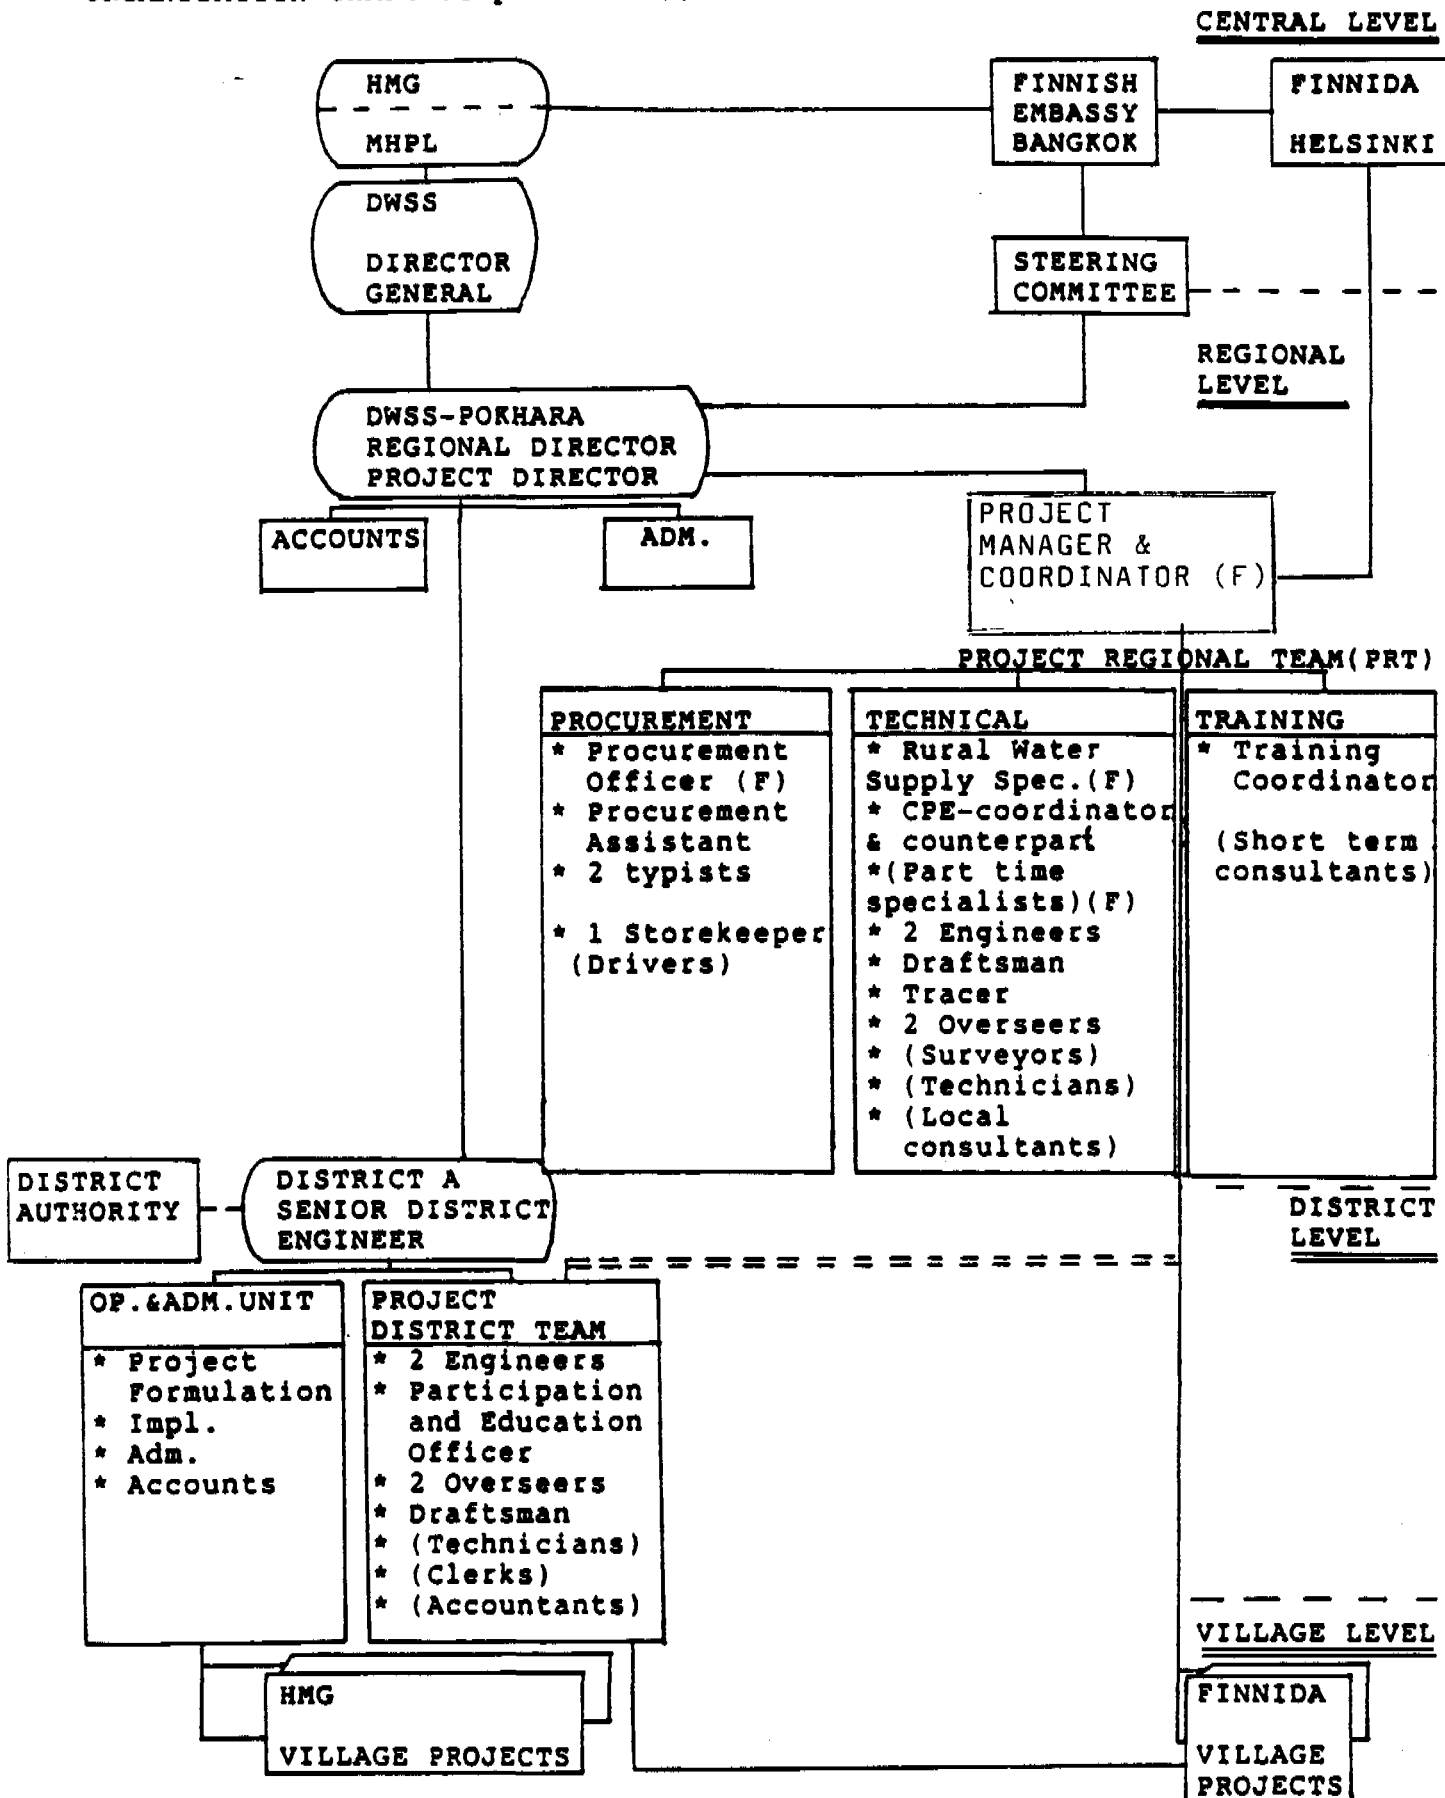 CENTRAL LEVEL
HMG
MHPL
FINNISH
EMBASSY
BANGKOK
FINNIDA
HELSINKI
DWSS
DIRECTOR
GENERAL
STEERING
COMMITTEE
REGIONAL
LEVEL
DWSS-POKHARA
REGIONAL DIRECTOR
PROJECT DIRECTOR
ACCOUNTS
ADM.
PROJECT
MANAGER &
COORDINATOR (F)
PROJECT REGIONAL TEAM(PRT)
PROCUREMENT
* Procurement
Officer (F)
* Procurement
Assistant
* 2 typists
* 1 Storekeeper
(Drivers)
TECHNICAL
* Rural Water
Supply Spec.(F)
* CPE-coordinator
& counterpart
*(Part time
specialists)(F)
* 2 Engineers
* Draftsman
* Tracer
* 2 Overseers
* (Surveyors)
* (Technicians)
* (Local
consultants)
TRAINING
* Training
Coordinator
(Short term
consultants)
DISTRICT
AUTHORITY
DISTRICT A
SENIOR DISTRICT
ENGINEER
DISTRICT
LEVEL
OP.&ADM.UNIT
* Project
Formulation
* Impl.
* Adm.
* Accounts
PROJECT
DISTRICT TEAM
* 2 Engineers
* Participation
and Education
Officer
* 2 Overseers
* Draftsman
* (Technicians)
* (Clerks)
* (Accountants)
VILLAGE LEVEL
HMG
VILLAGE PROJECTS
FINNIDA
VILLAGE
PROJECTS